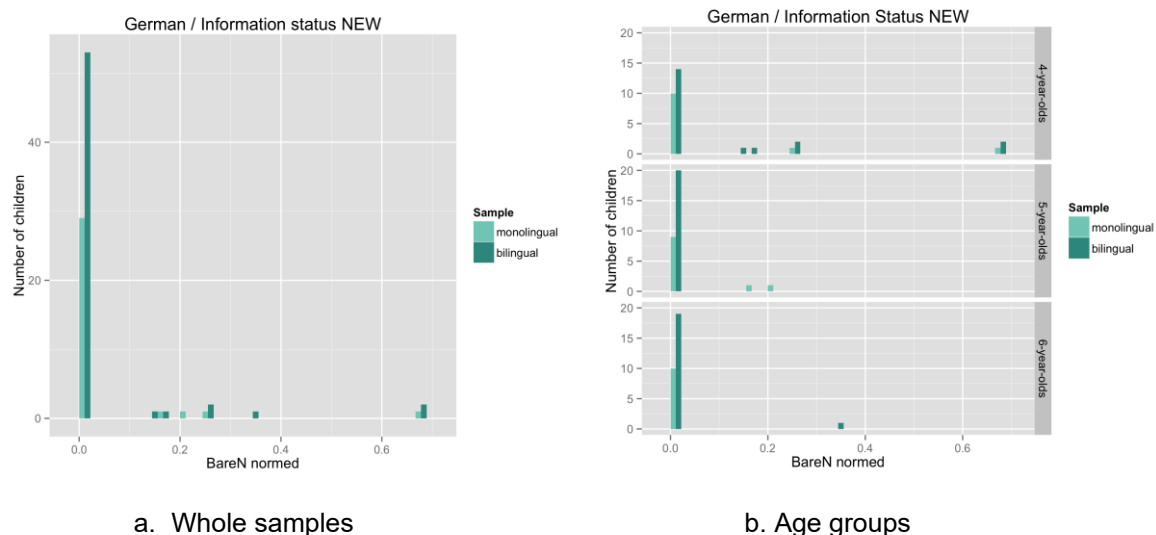 German / Information status NEW
40
20
0
Number of children
0.0 0.2 0.4 0.6
BareN normed
Sample
monolingual
bilingual
a. Whole samples
German / Information Status NEW
20
15
10
5
0
4-year-olds
20
15
10
5
0
5-year-olds
20
15
10
5
0
6-year-olds
Number of children
0.0 0.2 0.4 0.6
BareN normed
Sample
monolingual
bilingual
b. Age groups